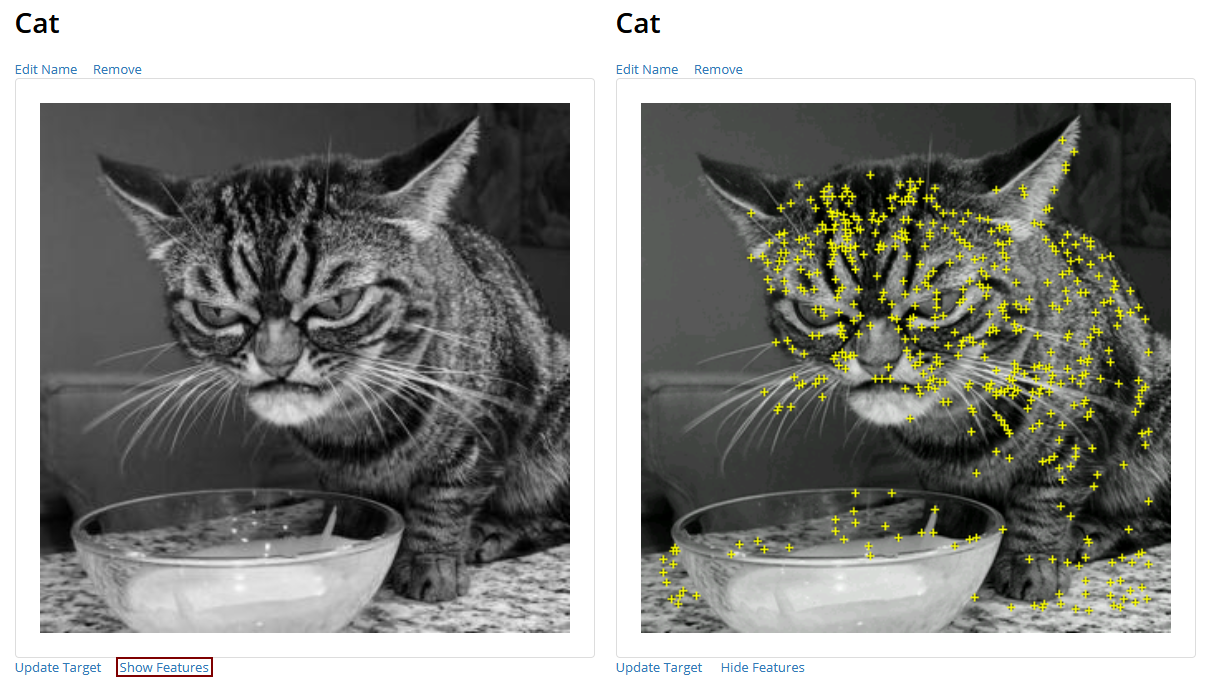 Cat
Edit Name Remove
Update Target Show Features
Cat
Edit Name Remove
Update Target Hide Features